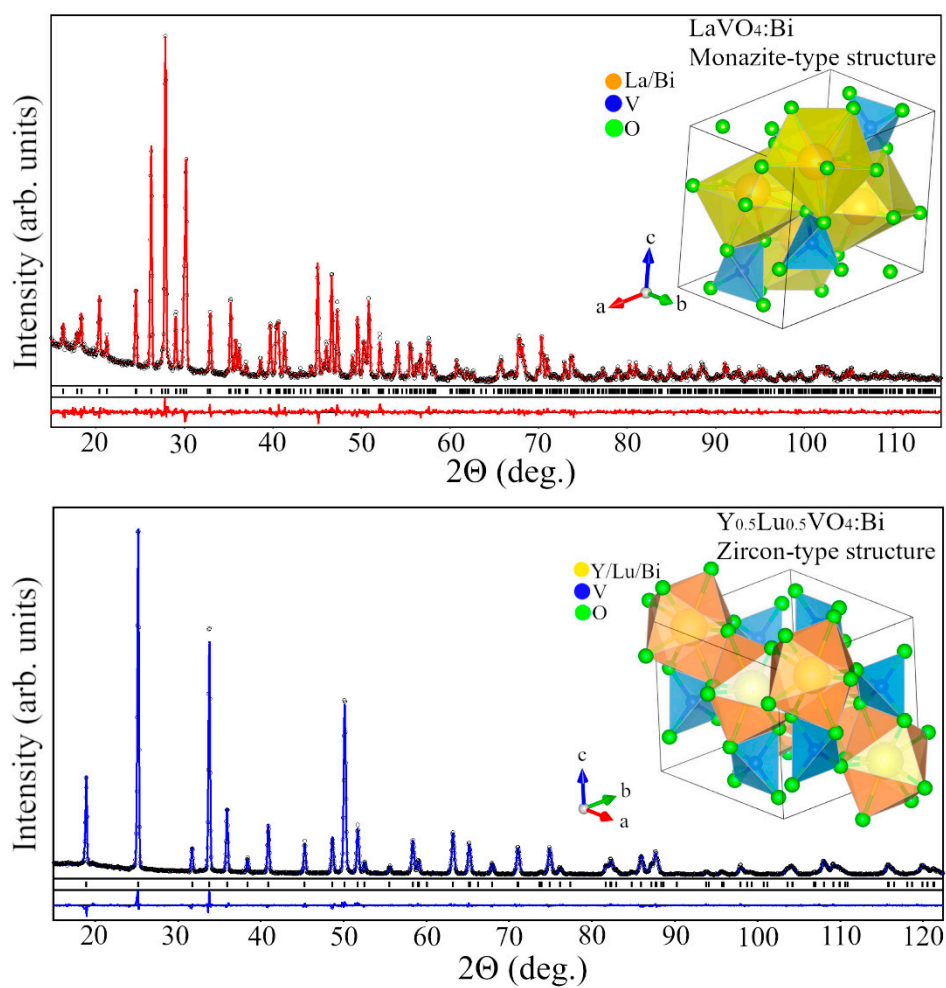 LaVO4:Bi
Monazite-type structure
La/Bi
V
O
c
a
b
Intensity (arb. units)
20 30 40 50 60 70 80 90 100 110
2Θ (deg.)
Y0.5Lu0.5VO4:Bi
Zircon-type structure
Y/Lu/Bi
V
O
c
b
a
Intensity (arb. units)
20 30 40 50 60 70 80 90 100 110 120
2Θ (deg.)